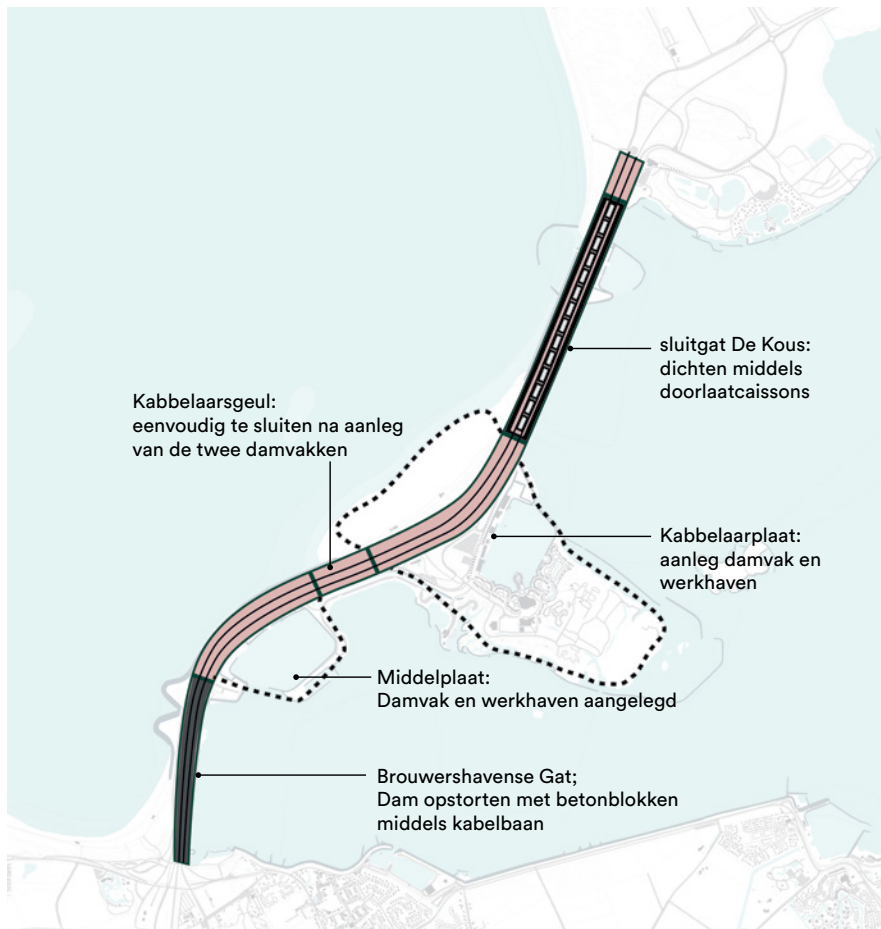 sluitgat De Kous:
dichten middels
doorlaatcaissons
Kabbelaarsgeul:
eenvoudig te sluiten na aanleg
van de twee damvakken
Kabbelaarplaat:
aanleg damvak en
werkhaven
Middelplaat:
Damvak en werkhaven aangelegd
Brouwershavense Gat;
Dam opstorten met betonblokken
middels kabelbaan